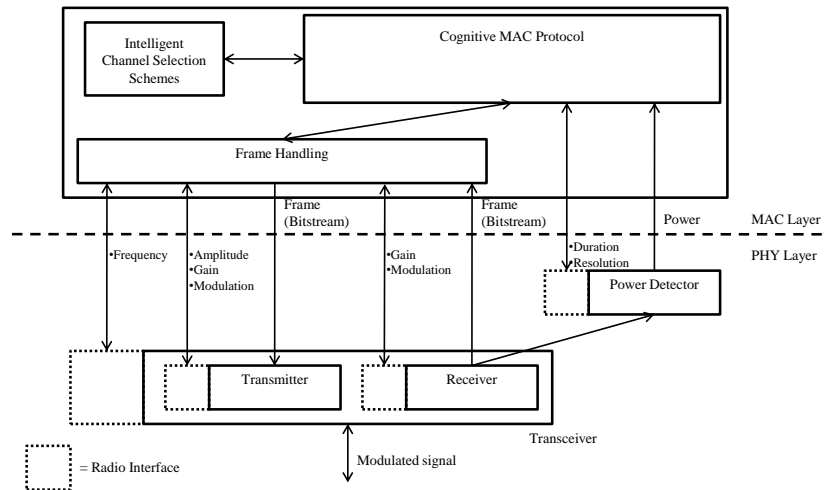 Intelligent
Channel Selection
Schemes
Cognitive MAC Protocol
Frame Handling
Frame
(Bitstream)
Frame
(Bitstream)
Power
MAC Layer
•Frequency
•Amplitude
•Gain
•Modulation
•Gain
•Modulation
•Duration
•Resolution
PHY Layer
Power Detector
Transmitter
Receiver
Transceiver
Modulated signal
= Radio Interface